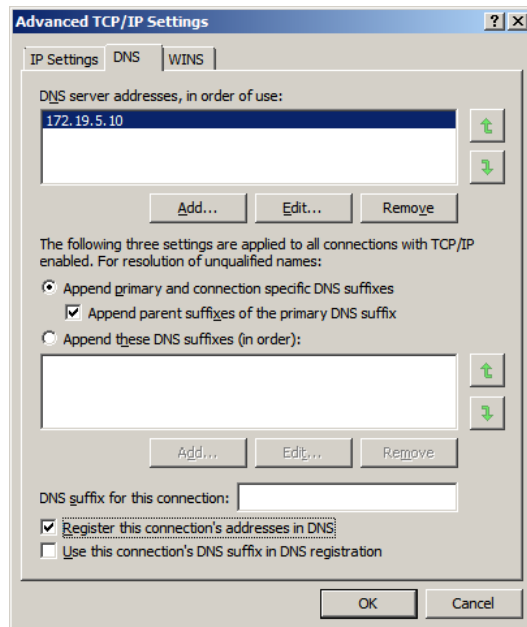 Advanced TCP/IP Settings
IP Settings DNS WINS
DNS server addresses, in order of use:
172.19.5.10
Add... Edit... Remove
The following three settings are applied to all connections with TCP/IP
enabled. For resolution of unqualified names:
Append primary and connection specific DNS suffixes
Append parent suffixes of the primary DNS suffix
Append these DNS suffixes (in order):
Add... Edit... Remove
DNS suffix for this connection:
Register this connection's addresses in DNS
Use this connection's DNS suffix in DNS registration
OK Cancel